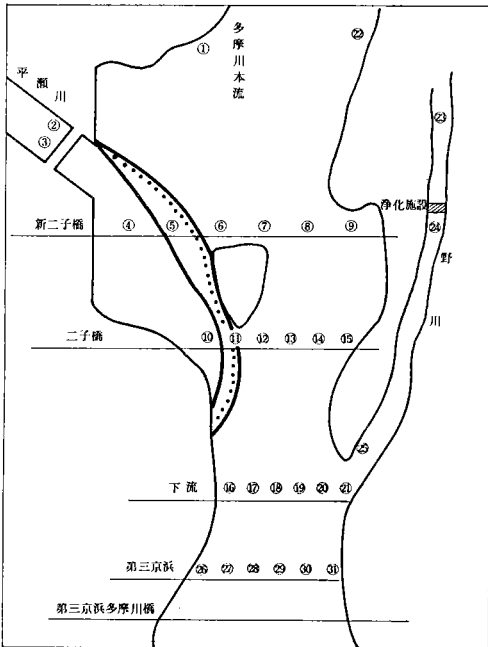 ①
多摩川本流
㉒
平瀬川
②
③
㉓
浄化施設
㉔
野川
新二子橋 ④ ⑤ ⑥ ⑦ ⑧ ⑨
二子橋 ⑩ ⑪ ⑫ ⑬ ⑭ ⑮
㉕
下流 ⑯ ⑰ ⑱ ⑲ ⑳ ㉑
第三京浜 ㉖ ㉗ ㉘ ㉙ ㉚ ㉛
第三京浜多摩川橋